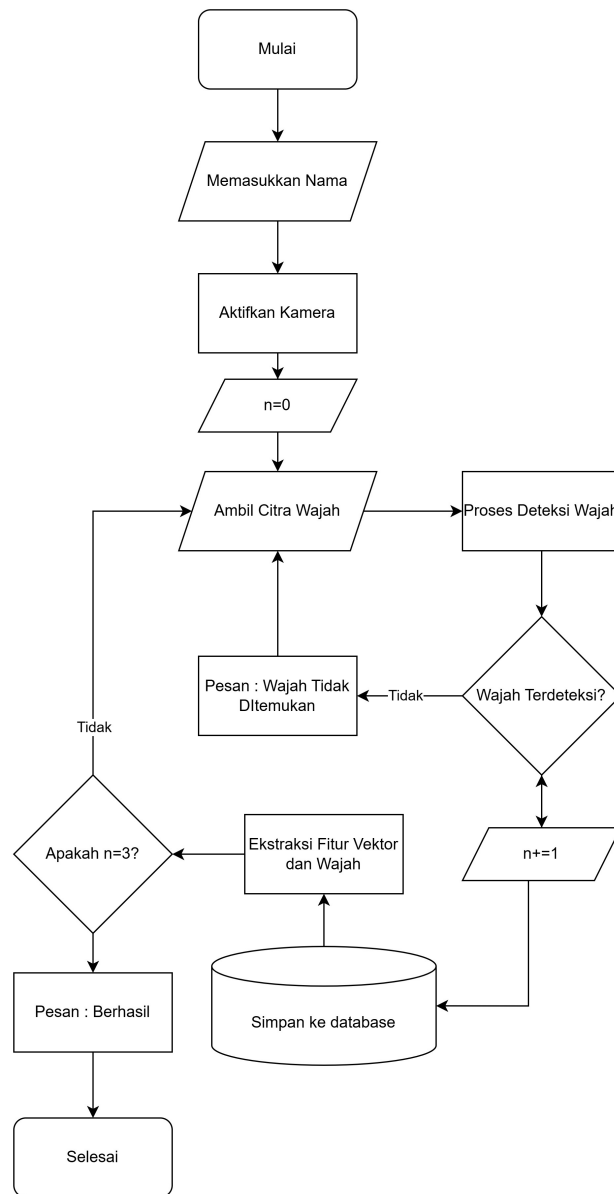 Mulai
Memasukkan Nama
Aktifkan Kamera
n=0
Ambil Citra Wajah
Proses Deteksi Wajah
Wajah Terdeteksi?
Tidak
Pesan : Wajah Tidak
DItemukan
n+=1
Simpan ke database
Ekstraksi Fitur Vektor
dan Wajah
Apakah n=3?
Tidak
Pesan : Berhasil
Selesai